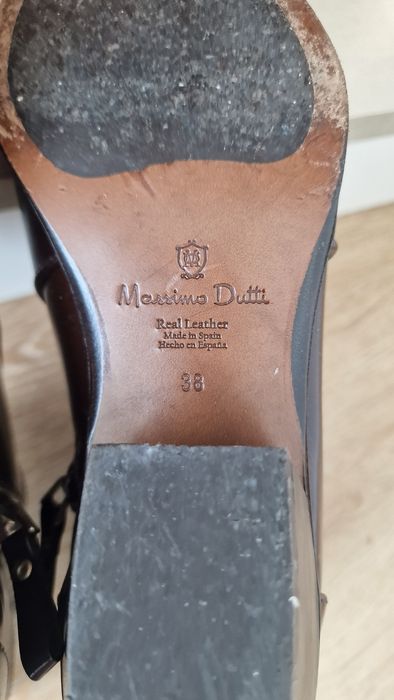 Massimo Dutti
Real Leather
Made in Spain
Hecho en España
38